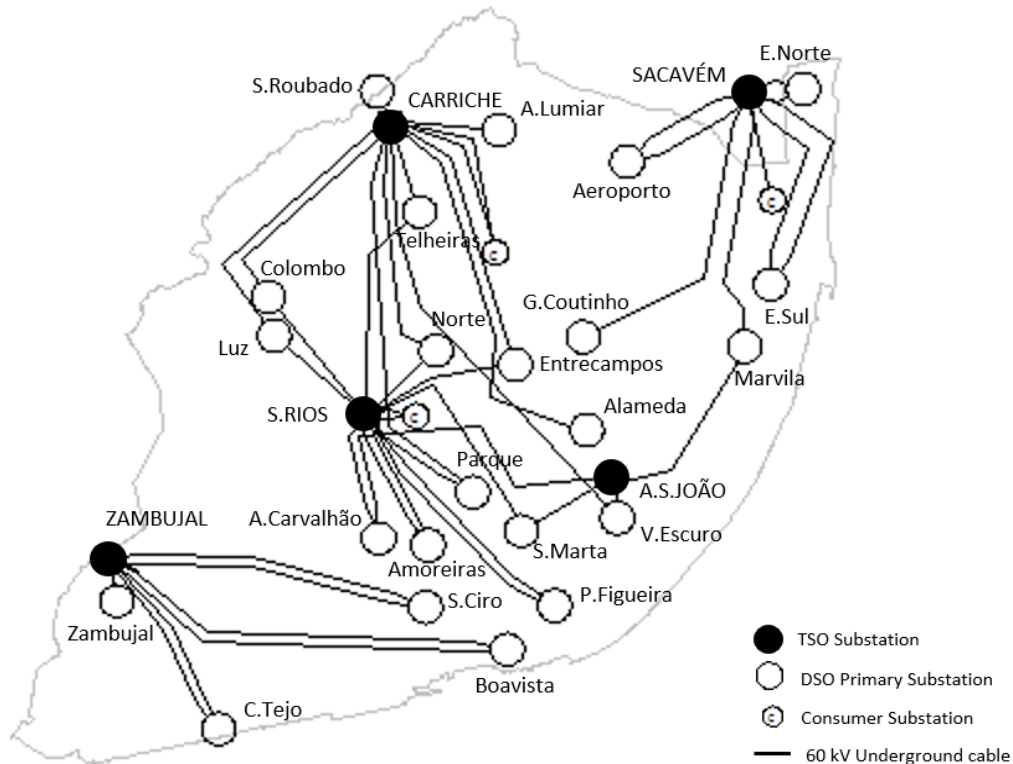 E.Norte
SACAVÉM
S.Roubado
CARRICHE
A.Lumiar
Aeroporto
C
Telheiras
C
Colombo
G.Coutinho
E.Sul
Luz
Norte
Marvila
Entrecampos
S.RIOS
C
Alameda
Parque
A.S.JOÃO
ZAMBUJAL
A.Carvalhão
V.Escuro
S.Marta
Amoreiras
S.Ciro
P.Figueira
Zambujal
Boavista
C.Tejo
TSO Substation
DSO Primary Substation
C
Consumer Substation
60 kV Underground cable